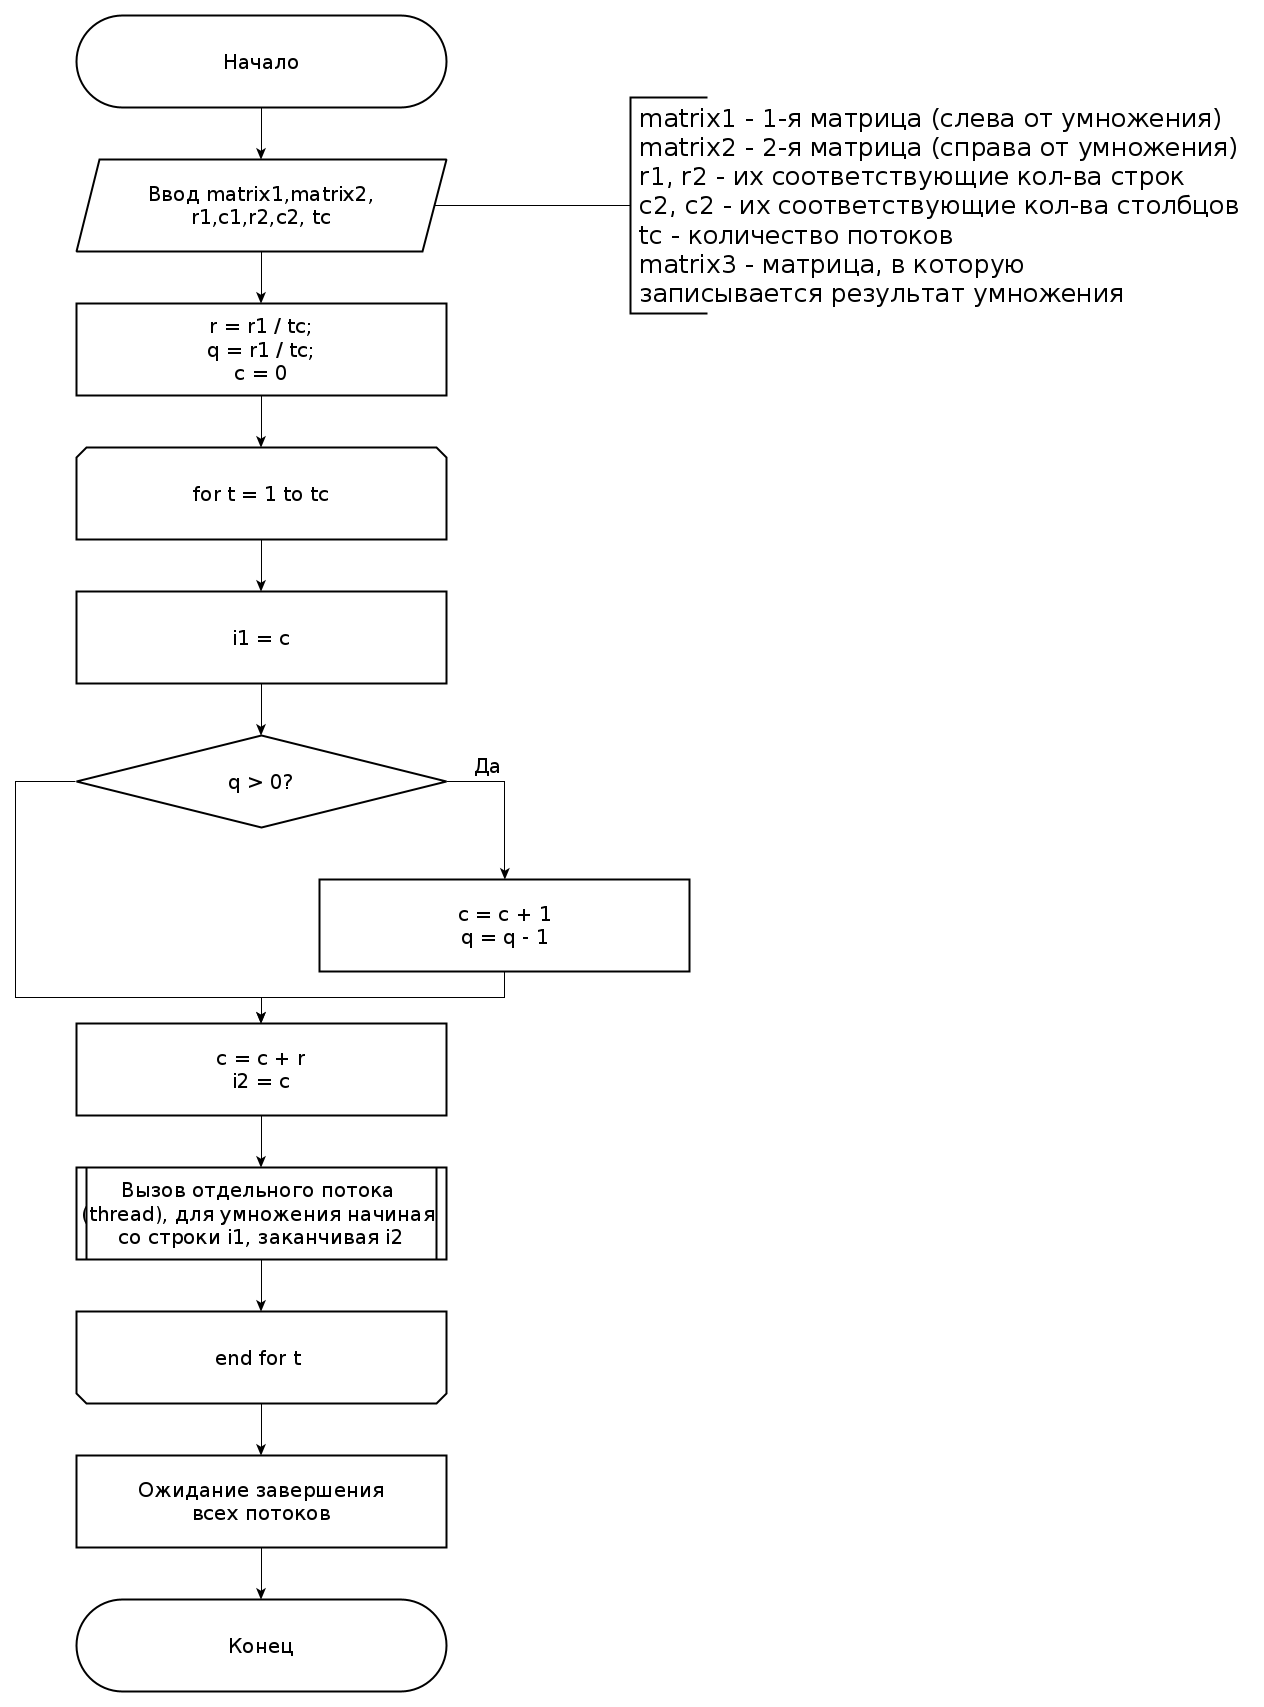 Начало
Ввод matrix1,matrix2,
r1,c1,r2,c2, tc
matrix1 - 1-я матрица (слева от умножения)
matrix2 - 2-я матрица (справа от умножения)
r1, r2 - их соответствующие кол-ва строк
c2, c2 - их соответствующие кол-ва столбцов
tc - количество потоков
matrix3 - матрица, в которую
записывается результат умножения
r = r1 / tc;
q = r1 / tc;
c = 0
for t = 1 to tc
i1 = c
q > 0?
Да
c = c + 1
q = q - 1
c = c + r
i2 = c
Вызов отдельного потока
(thread), для умножения начиная
со строки i1, заканчивая i2
end for t
Ожидание завершения
всех потоков
Конец